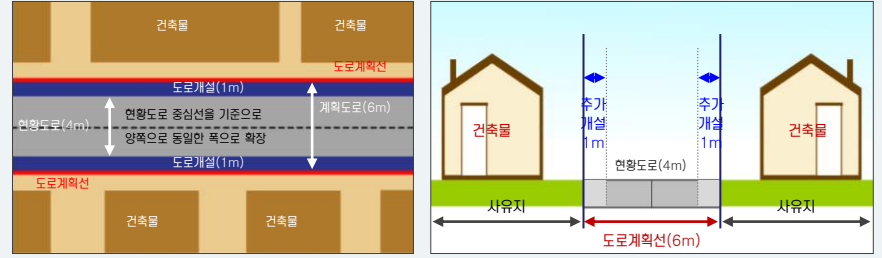 건축물
건축물
도로계획선
도로개설(1m)
계획도로(6m)
현황도로(4m)
현황도로 중심선을 기준으로
양쪽으로 동일한 폭으로 확장
도로개설(1m)
도로계획선
건축물
건축물
추가
개설
1m
추가
개설
1m
건축물
건축물
현황도로(4m)
사유지
사유지
도로계획선(6m)